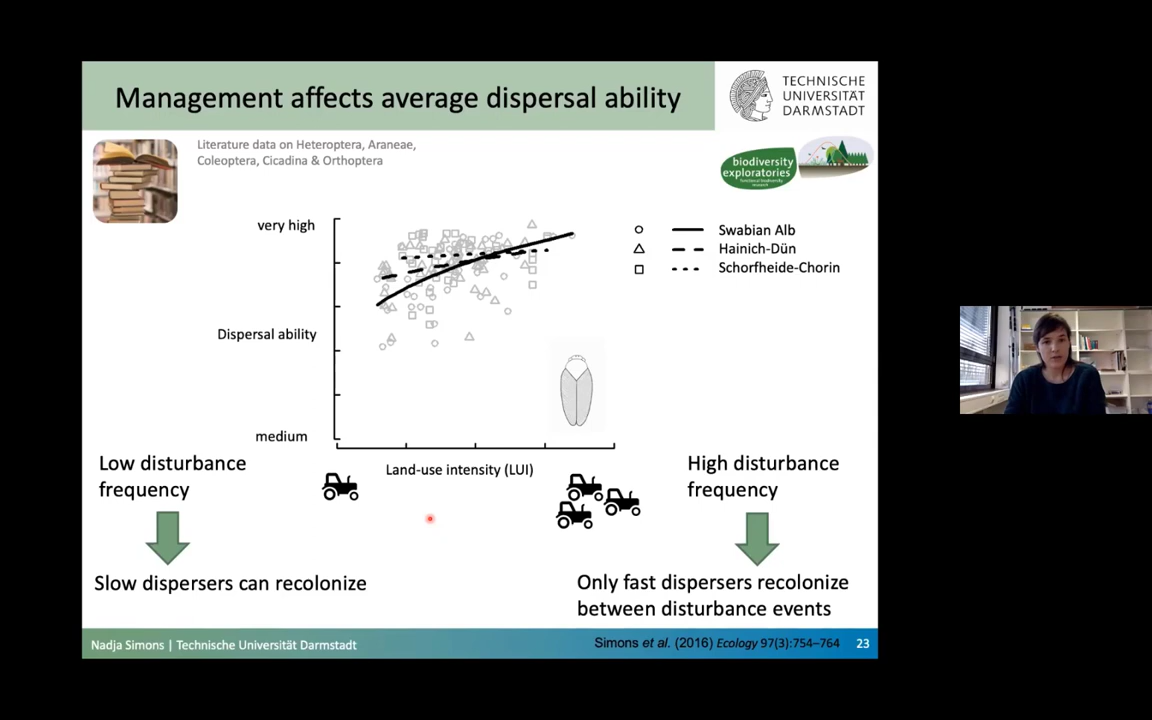 Management affects average dispersal ability
TECHNISCHE
UNIVERSITÄT
DARMSTADT
Literature data on Heteroptera, Araneae,
Coleoptera, Cicadina & Orthoptera
biodiversity
exploratories
very high
Dispersal ability
medium
Swabian Alb
Hainich-Dün
Schorfheide-Chorin
Land-use intensity (LUI)
Low disturbance
frequency
High disturbance
frequency
Slow dispersers can recolonize
Only fast dispersers recolonize
between disturbance events
Nadja Simons | Technische Universität Darmstadt
Simons et al. (2016) Ecology 97(3):754–764 23